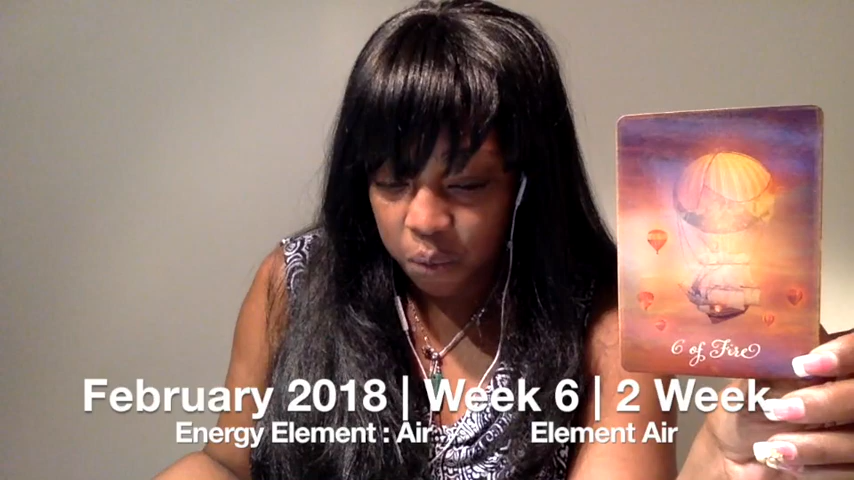 6 of Fire
February 2018 | Week 6 | 2 Week
Energy Element : Air Element Air